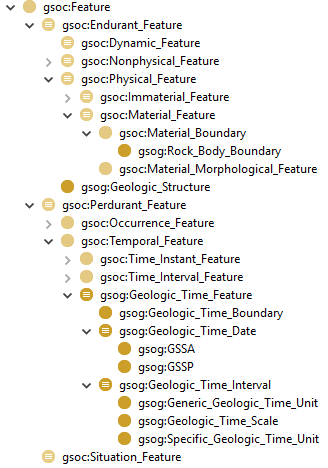 gsoc:Feature
gsoc:Endurant_Feature
gsoc:Dynamic_Feature
gsoc:Nonphysical_Feature
gsoc:Physical_Feature
gsoc:Immaterial_Feature
gsoc:Material_Feature
gsoc:Material_Boundary
gsog:Rock_Body_Boundary
gsoc:Material_Morphological_Feature
gsog:Geologic_Structure
gsoc:Perdurant_Feature
gsoc:Occurrence_Feature
gsoc:Temporal_Feature
gsoc:Time_Instant_Feature
gsoc:Time_Interval_Feature
gsog:Geologic_Time_Feature
gsog:Geologic_Time_Boundary
gsog:Geologic_Time_Date
gsog:GSSA
gsog:GSSP
gsog:Geologic_Time_Interval
gsog:Generic_Geologic_Time_Unit
gsog:Geologic_Time_Scale
gsog:Specific_Geologic_Time_Unit
gsoc:Situation_Feature